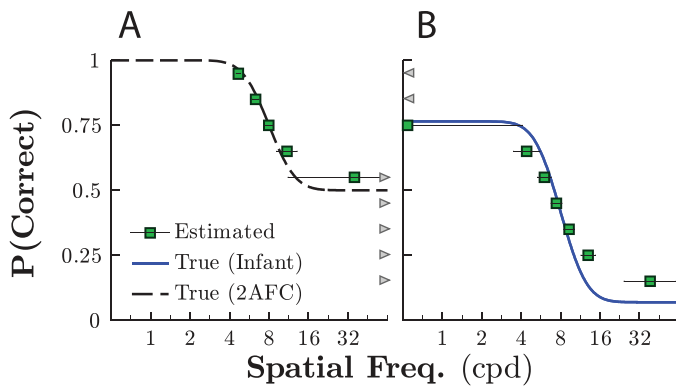 A B
P(Correct)
1
0.75
0.5
0.25
0
Estimated
True (Infant)
True (2AFC)
1 2 4 8 16 32 1 2 4 8 16 32
Spatial Freq. (cpd)